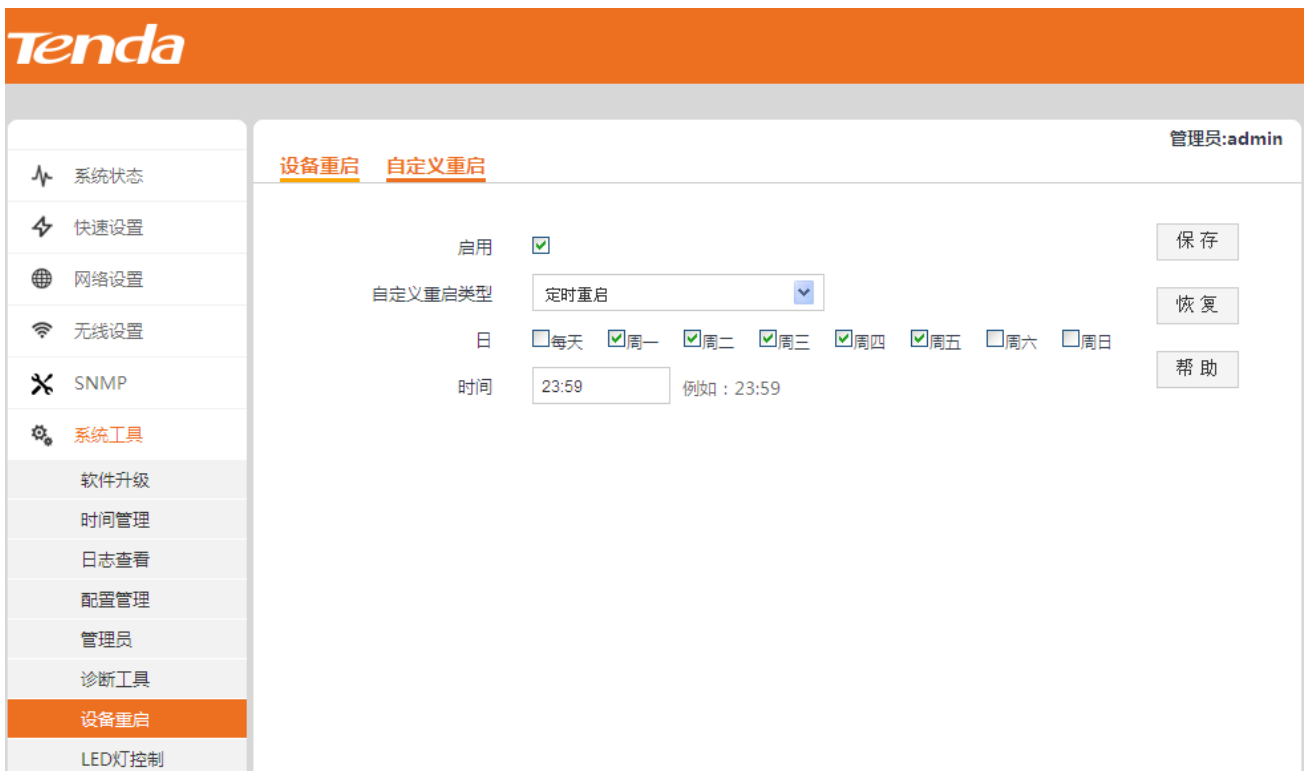 Tenda
管理员:admin
设备重启 自定义重启
系统状态
快速设置
网络设置
无线设置
SNMP
系统工具
软件升级
时间管理
日志查看
配置管理
管理员
诊断工具
设备重启
LED灯控制
启用
自定义重启类型 定时重启
日 每天 周一 周二 周三 周四 周五 周六 周日
时间 23:59 例如：23:59
保存
恢复
帮助